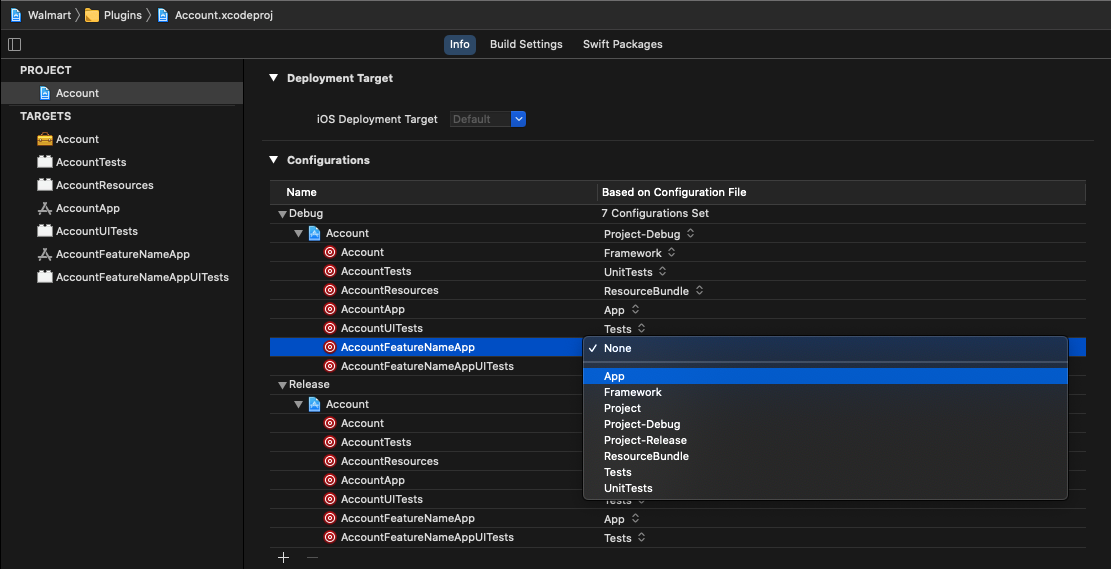 Walmart Plugins Account.xcodeproj
Info Build Settings Swift Packages
PROJECT
Account
TARGETS
Account
AccountTests
AccountResources
AccountApp
AccountUITests
AccountFeatureNameApp
AccountFeatureNameAppUITests
Deployment Target
iOS Deployment Target Default
Configurations
Name Based on Configuration File
Debug 7 Configurations Set
Account Project-Debug
Account Framework
AccountTests UnitTests
AccountResources ResourceBundle
AccountApp App
AccountUITests Tests
AccountFeatureNameApp ✓ None
AccountFeatureNameAppUITests
App
Release
Framework
Account Project
Account Project-Debug
AccountTests Project-Release
AccountResources ResourceBundle
AccountApp Tests
UnitTests
AccountUITests Tests
AccountFeatureNameApp App
AccountFeatureNameAppUITests Tests